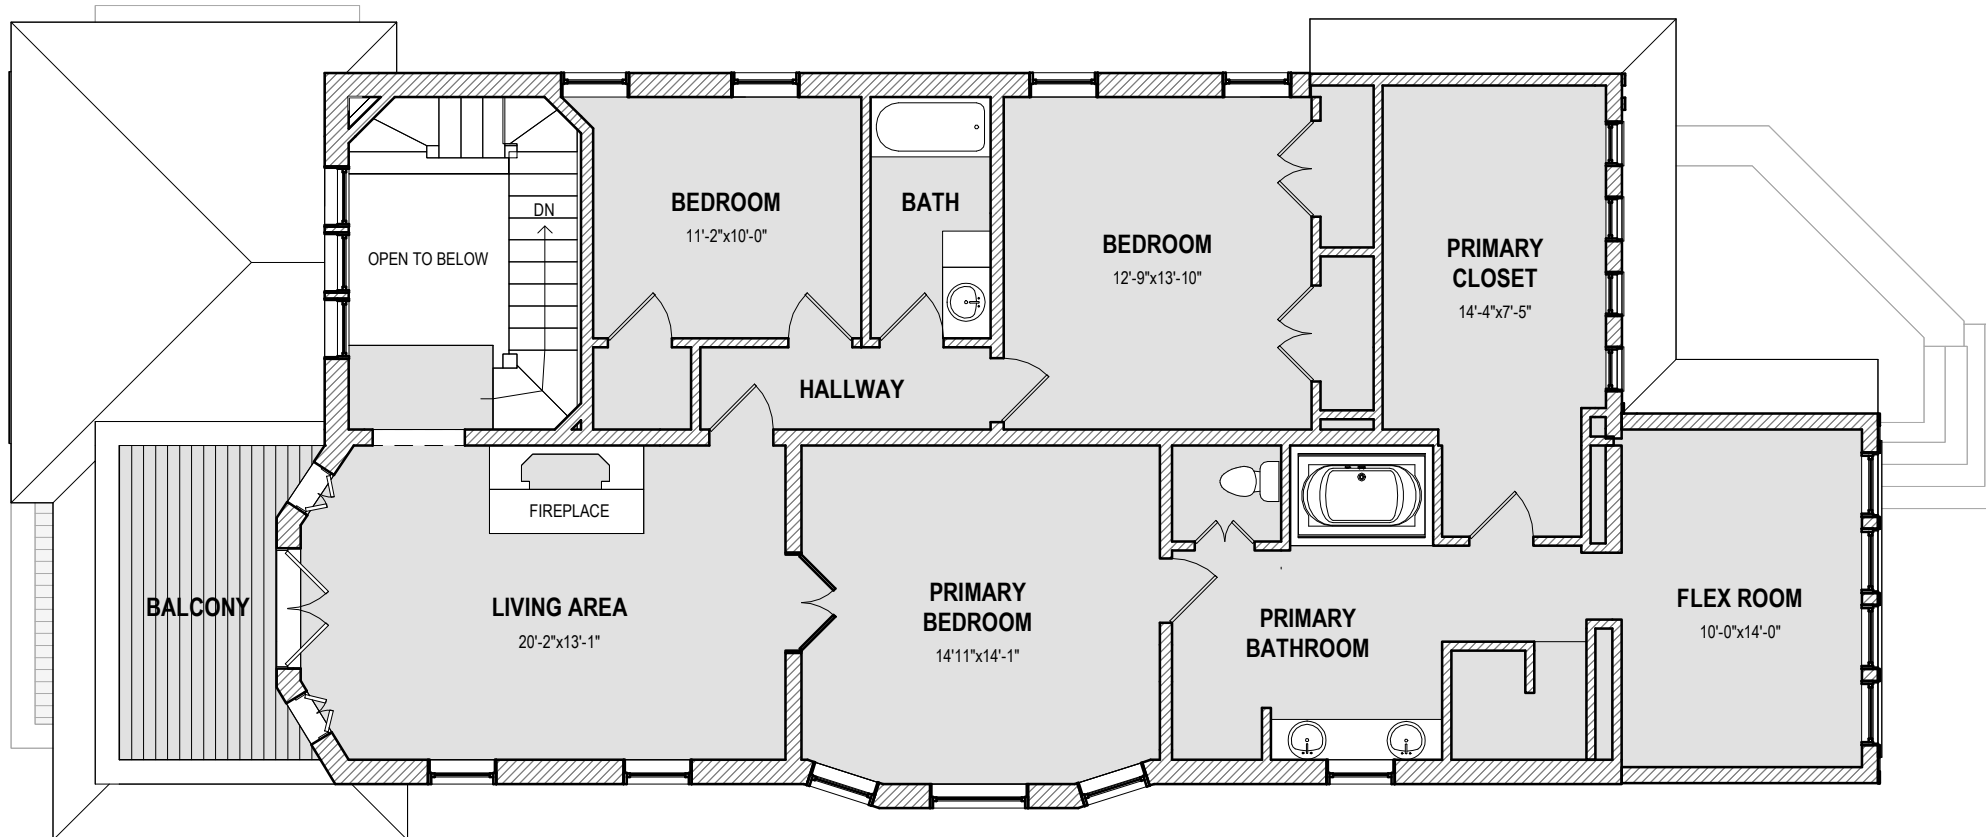 BEDROOM
11'-2"x10'-0"
BATH
DN
OPEN TO BELOW
BEDROOM
12'-9"x13'-10"
PRIMARY
CLOSET
14'-4"x7'-5"
HALLWAY
FIREPLACE
BALCONY
LIVING AREA
20'-2"x13'-1"
PRIMARY
BEDROOM
14'11"x14'-1"
PRIMARY
BATHROOM
FLEX ROOM
10'-0"x14'-0"